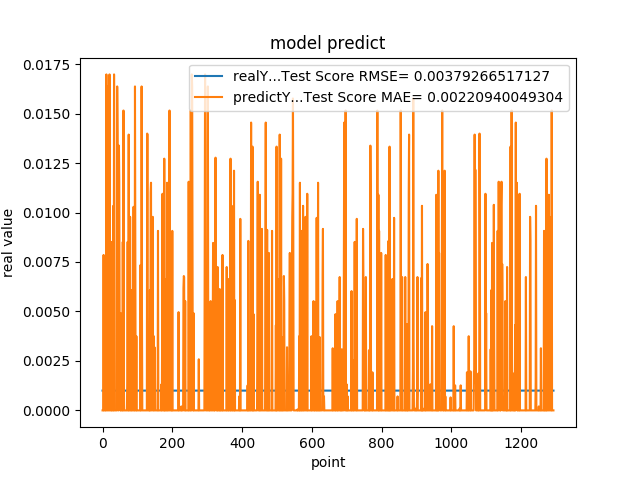 model predict
realY...Test Score RMSE= 0.00379266517127
predictY...Test Score MAE= 0.00220940049304
real value
0.0175
0.0150
0.0125
0.0100
0.0075
0.0050
0.0025
0.0000
0 200 400 600 800 1000 1200
point